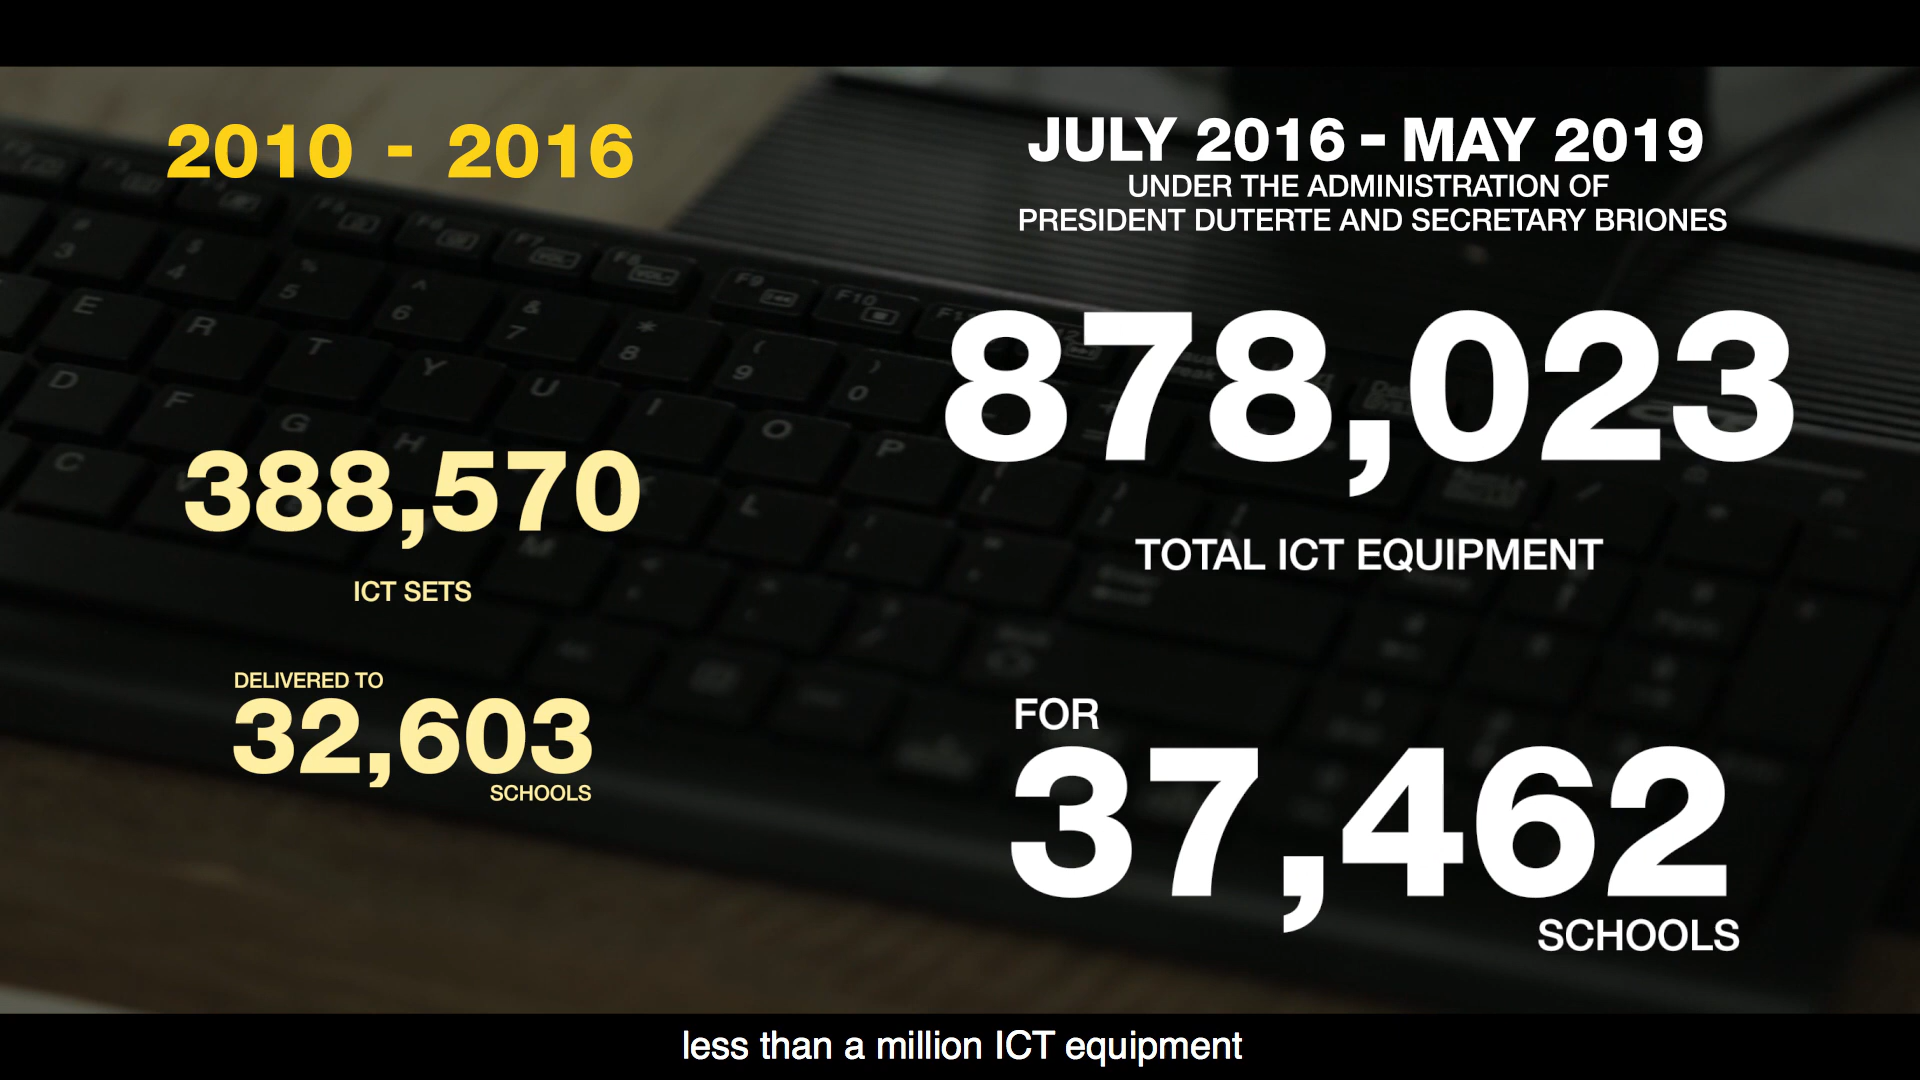 2010 - 2016
388,570
ICT SETS
DELIVERED TO
32,603
SCHOOLS
JULY 2016 - MAY 2019
UNDER THE ADMINISTRATION OF
PRESIDENT DUTERTE AND SECRETARY BRIONES
878,023
TOTAL ICT EQUIPMENT
FOR
37,462
SCHOOLS
less than a million ICT equipment